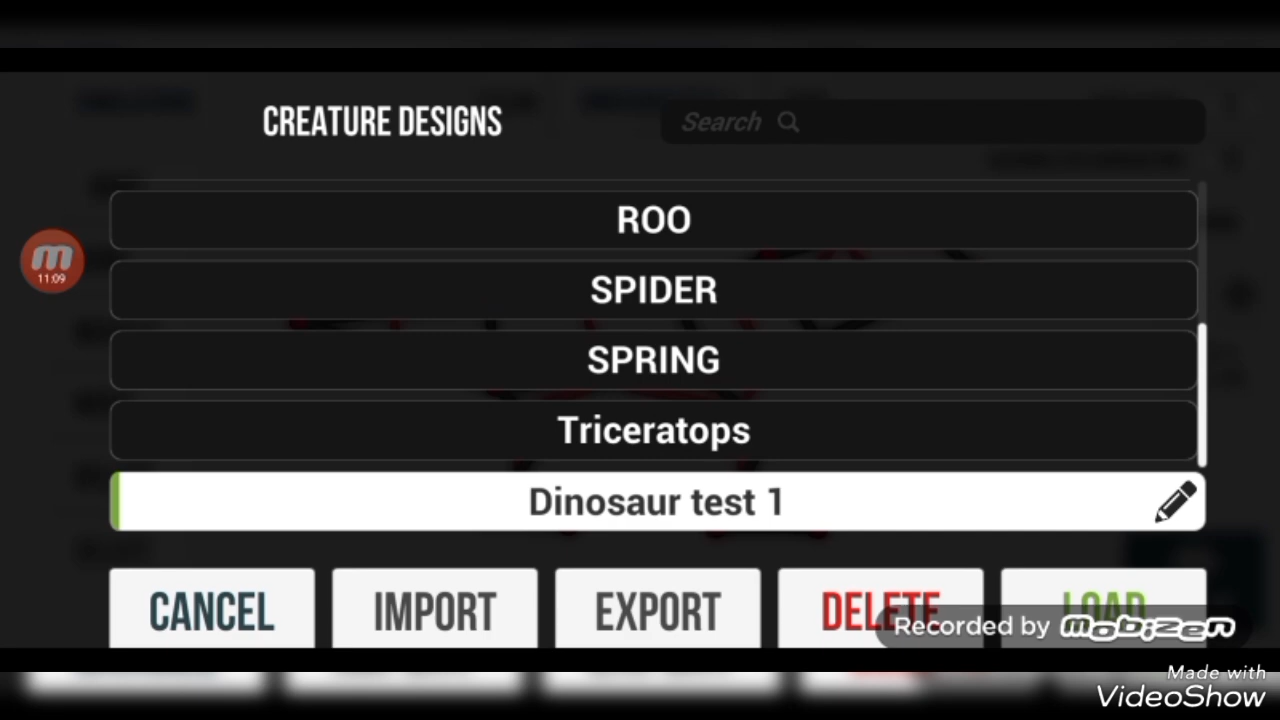 CREATURE DESIGNS
Search
ROO
m
11:09
SPIDER
SPRING
Triceratops
Dinosaur test 1
CANCEL
IMPORT
EXPORT
DELETE
LOAD
Recorded by mobizen
Made with
VideoShow